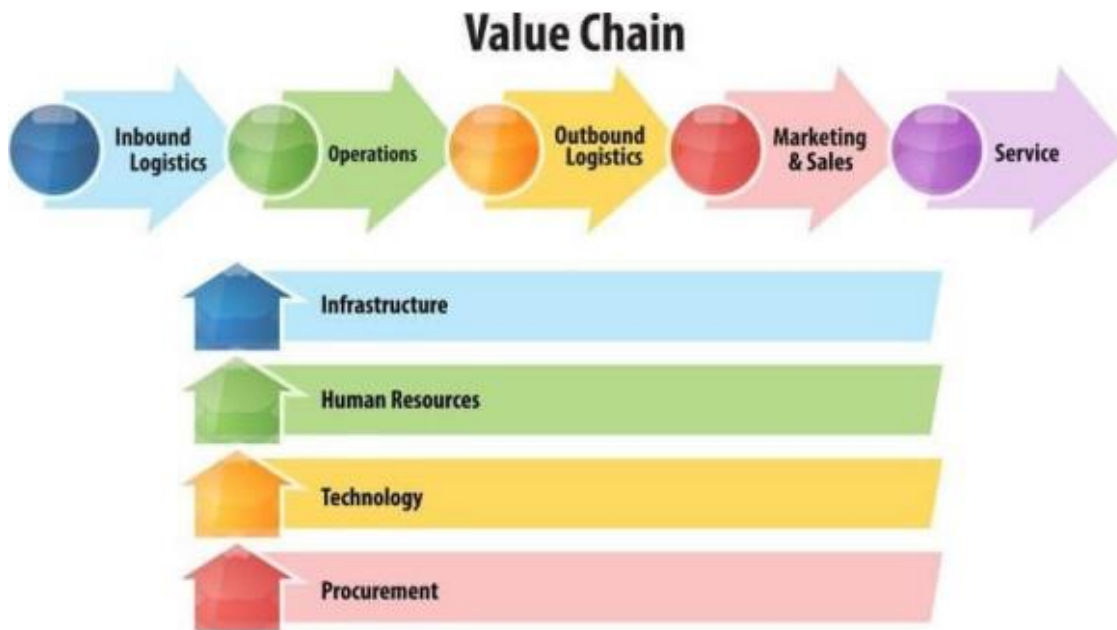 Value Chain
Inbound
Logistics
Operations
Outbound
Logistics
Marketing
& Sales
Service
Infrastructure
Human Resources
Technology
Procurement